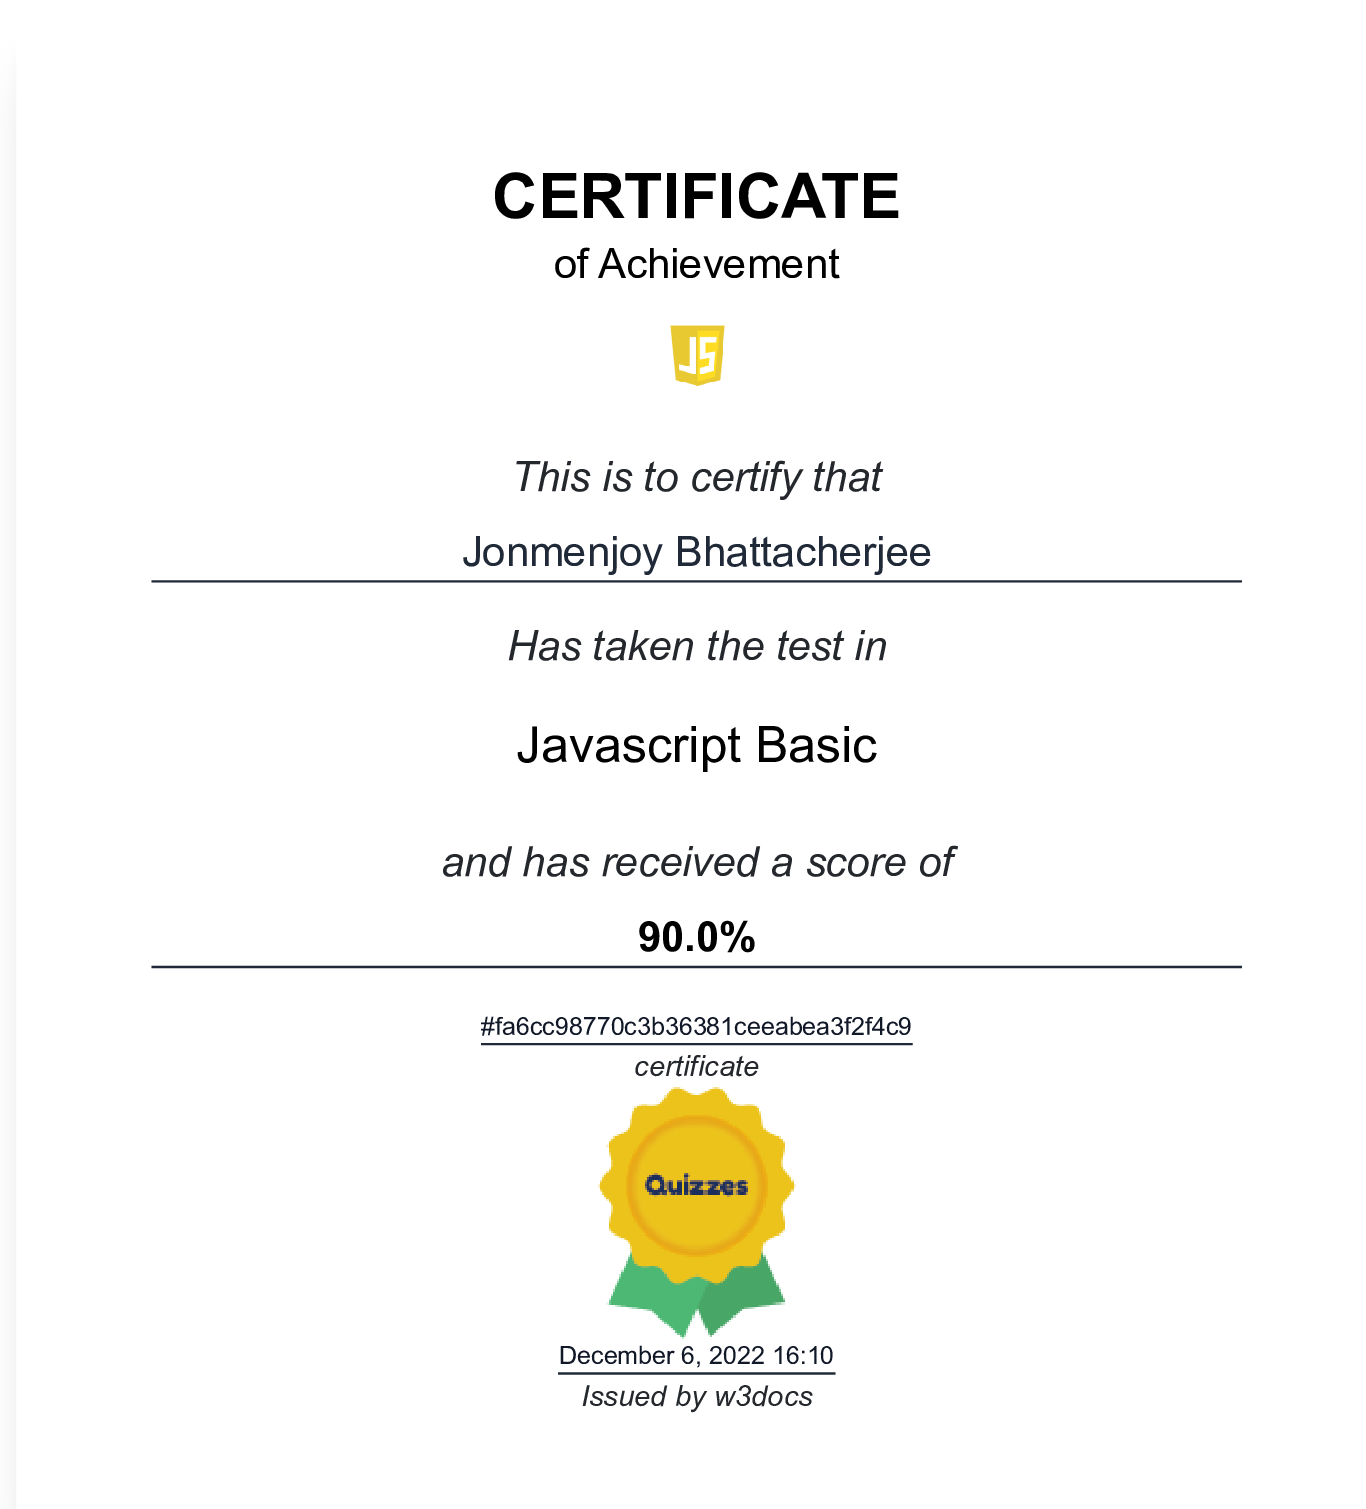 CERTIFICATE
of Achievement
JS
This is to certify that
Jonmenjoy Bhattacherjee
Has taken the test in
Javascript Basic
and has received a score of
90.0%
#fa6cc98770c3b36381ceeabea3f2f4c9
certificate
Quizzes
December 6, 2022 16:10
Issued by w3docs